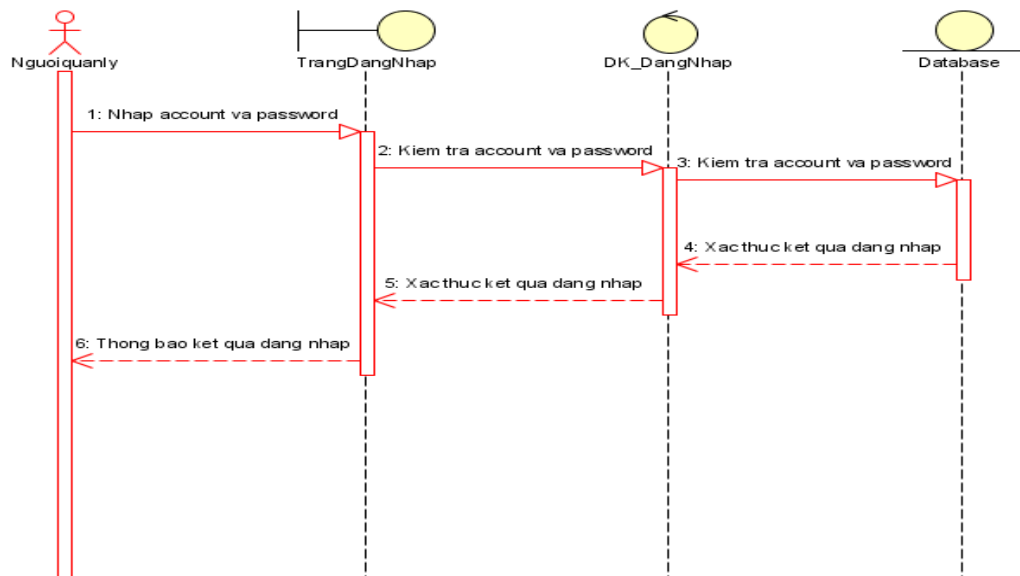 Nguoiquanly
TrangDangNhap
DK_DangNhap
Database
1: Nhap account va password
2: Kiem tra account va password
3: Kiem tra account va password
4: Xac thuc ket qua dang nhap
5: Xac thuc ket qua dang nhap
6: Thong bao ket qua dang nhap